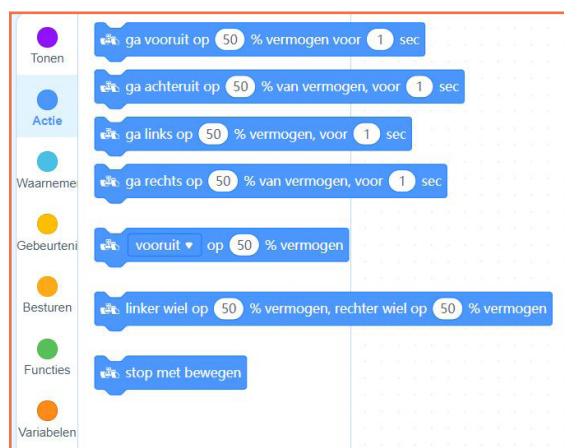 Tonen
Actie
Waarneme
Gebeurteni
Besturen
Functies
Variabelen
ga vooruit op 50 % vermogen voor 1 sec
ga achteruit op 50 % van vermogen, voor 1 sec
ga links op 50 % vermogen, voor 1 sec
ga rechts op 50 % van vermogen, voor 1 sec
vooruit op 50 % vermogen
linker wiel op 50 % vermogen, rechter wiel op 50 % vermogen
stop met bewegen